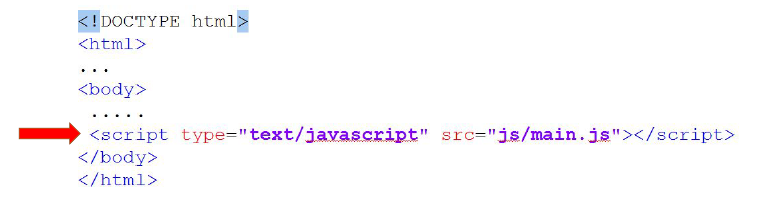 <!DOCTYPE html>
<html>
...
<body>
.....
<script type="text/javascript" src="js/main.js"></script>
</body>
</html>